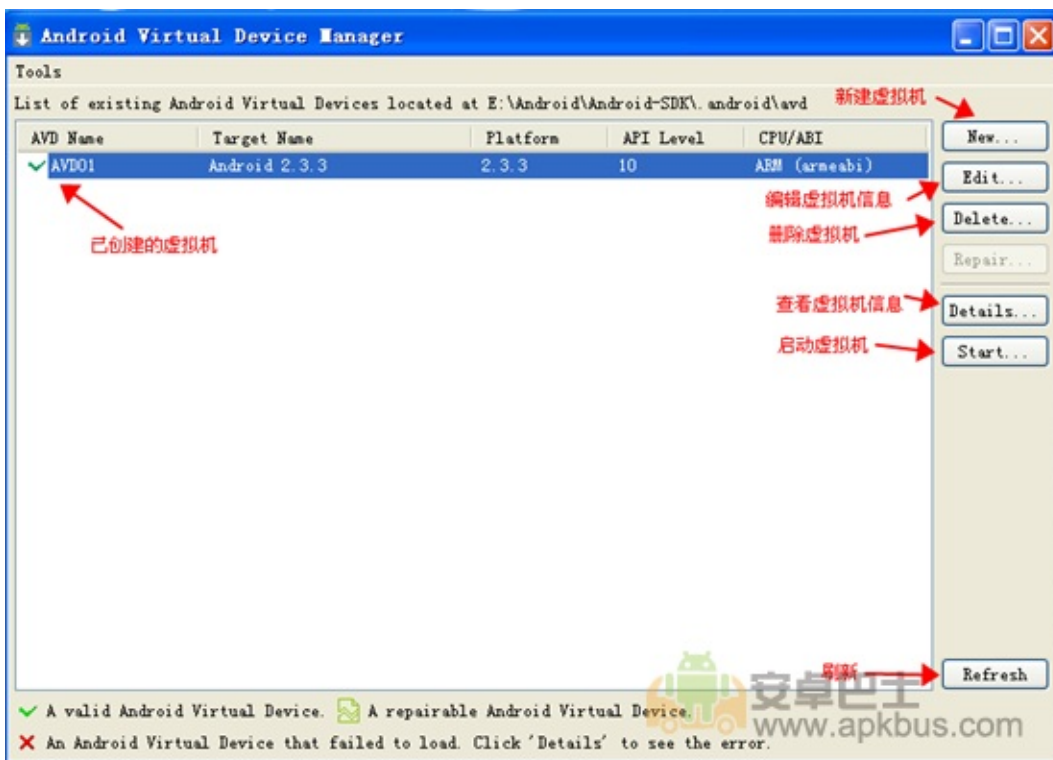 Android Virtual Device Manager
Tools
List of existing Android Virtual Devices located at E:\Android\Android-SDK\.android\avd
新建虚拟机
AVD Name Target Name Platform API Level CPU/ABI
New...
AVD01 Android 2.3.3 2.3.3 10 ARM (armeabi)
Edit...
编辑虚拟机信息
Delete...
删除虚拟机
已创建的虚拟机
Repair...
查看虚拟机信息
Details...
启动虚拟机
Start...
刷新
Refresh
安卓巴士
www.apkbus.com
A valid Android Virtual Device. A repairable Android Virtual Device.
An Android Virtual Device that failed to load. Click 'Details' to see the error.